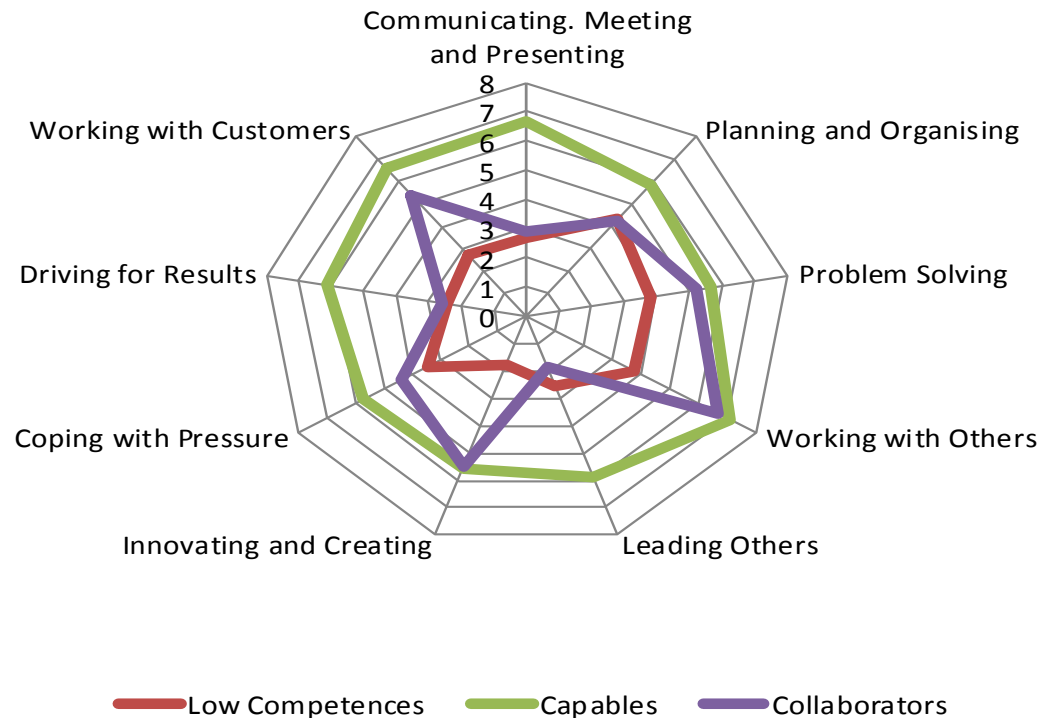 Communicating. Meeting
and Presenting
8
7
6
5
4
3
2
1
0
Planning and Organising
Problem Solving
Working with Others
Leading Others
Innovating and Creating
Coping with Pressure
Driving for Results
Working with Customers
Low Competences
Capables
Collaborators